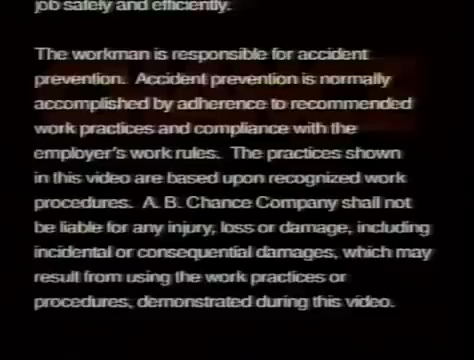 job safely and efficiently.
The workman is responsible for accident
prevention. Accident prevention is normally
accomplished by adherence to recommended
work practices and compliance with the
employer's work rules. The practices shown
in this video are based upon recognized work
procedures. A. B. Chance Company shall not
be liable for any injury, loss or damage, including
incidental or consequential damages, which may
result from using the work practices or
procedures, demonstrated during this video.